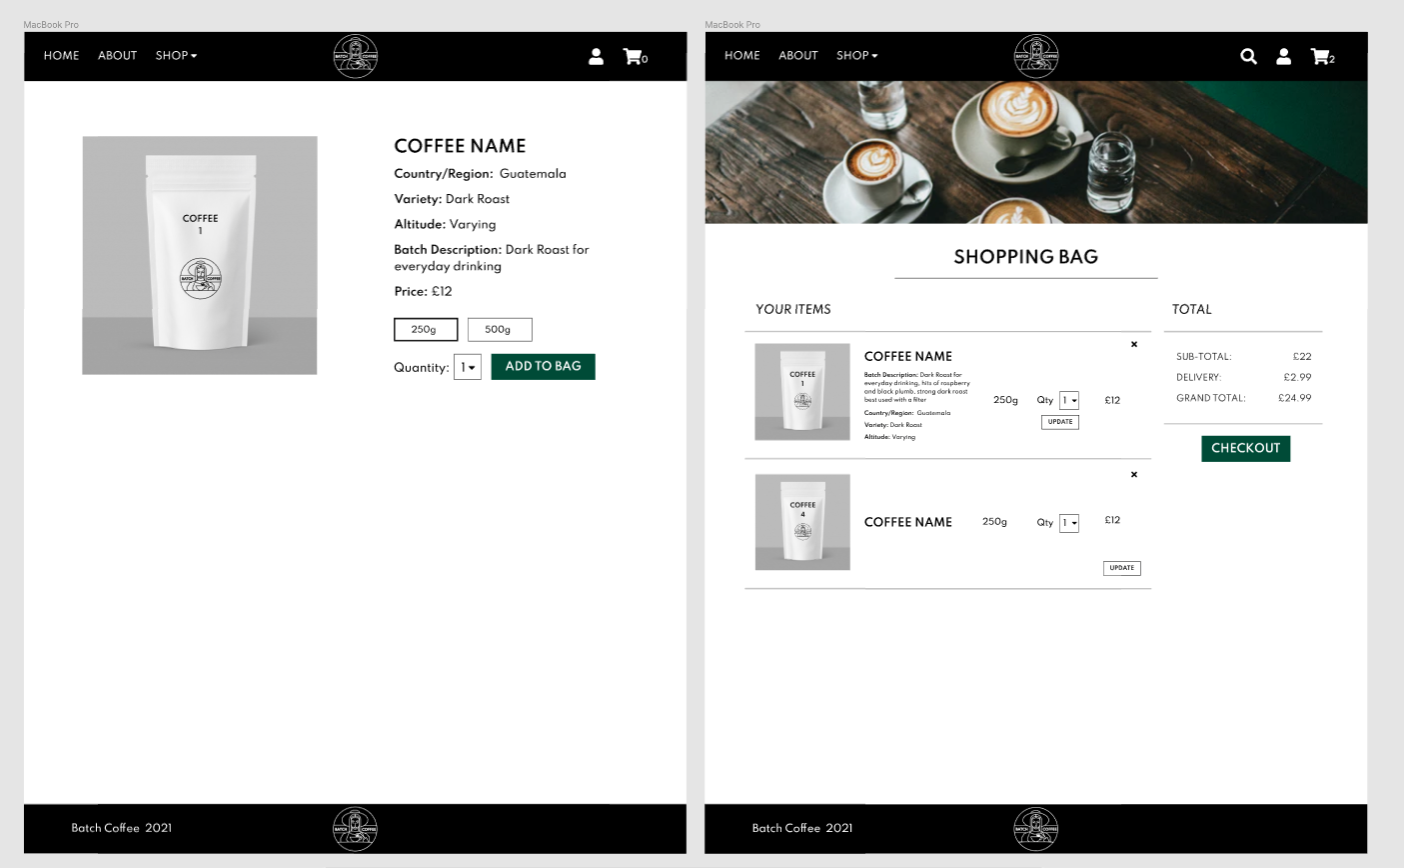 MacBook Pro
HOME ABOUT SHOP
BATCH COFFEE
0
COFFEE
1
BATCH COFFEE
COFFEE NAME
Country/Region: Guatemala
Variety: Dark Roast
Altitude: Varying
Batch Description: Dark Roast for
everyday drinking
Price: £12
250g 500g
Quantity: 1 ADD TO BAG
Batch Coffee 2021
BATCH COFFEE
MacBook Pro
HOME ABOUT SHOP
BATCH COFFEE
2
SHOPPING BAG
YOUR ITEMS
COFFEE
1
COFFEE NAME
Batch Description: Dark Roast for
everyday drinking, hits of raspberry
and black plumb, strong dark roast
best used with a filter
Country/Region: Guatemala
Variety: Dark Roast
Altitude: Varying
250g Qty 1 £12
UPDATE
COFFEE
4
COFFEE NAME 250g Qty 1 £12
UPDATE
TOTAL
SUB-TOTAL: £22
DELIVERY: £2.99
GRAND TOTAL: £24.99
CHECKOUT
Batch Coffee 2021
BATCH COFFEE